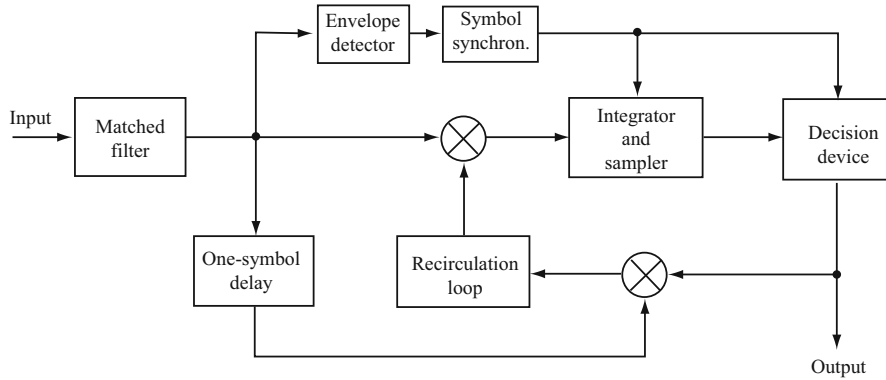 Envelope
detector
Symbol
synchron.
Input
Matched
filter
Integrator
and
sampler
Decision
device
One-symbol
delay
Recirculation
loop
Output